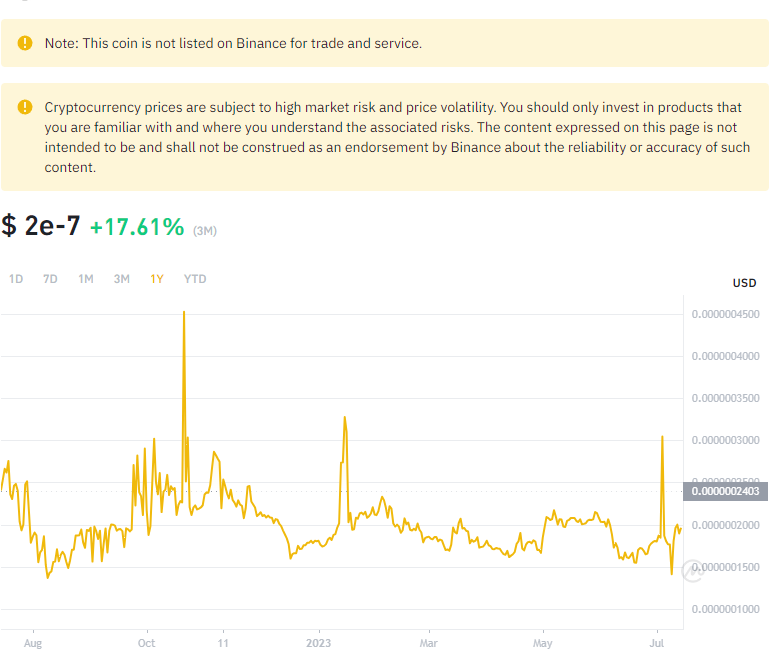 Note: This coin is not listed on Binance for trade and service.
Cryptocurrency prices are subject to high market risk and price volatility. You should only invest in products that
you are familiar with and where you understand the associated risks. The content expressed on this page is not
intended to be and shall not be construed as an endorsement by Binance about the reliability or accuracy of such
content.
$ 2e-7 +17.61% (3M)
1D 7D 1M 3M 1Y YTD
USD
0.0000004500
0.0000004000
0.0000003500
0.0000003000
0.0000002403
0.0000002000
0.0000001500
0.0000001000
Aug Oct 11 2023 Mar May Jul